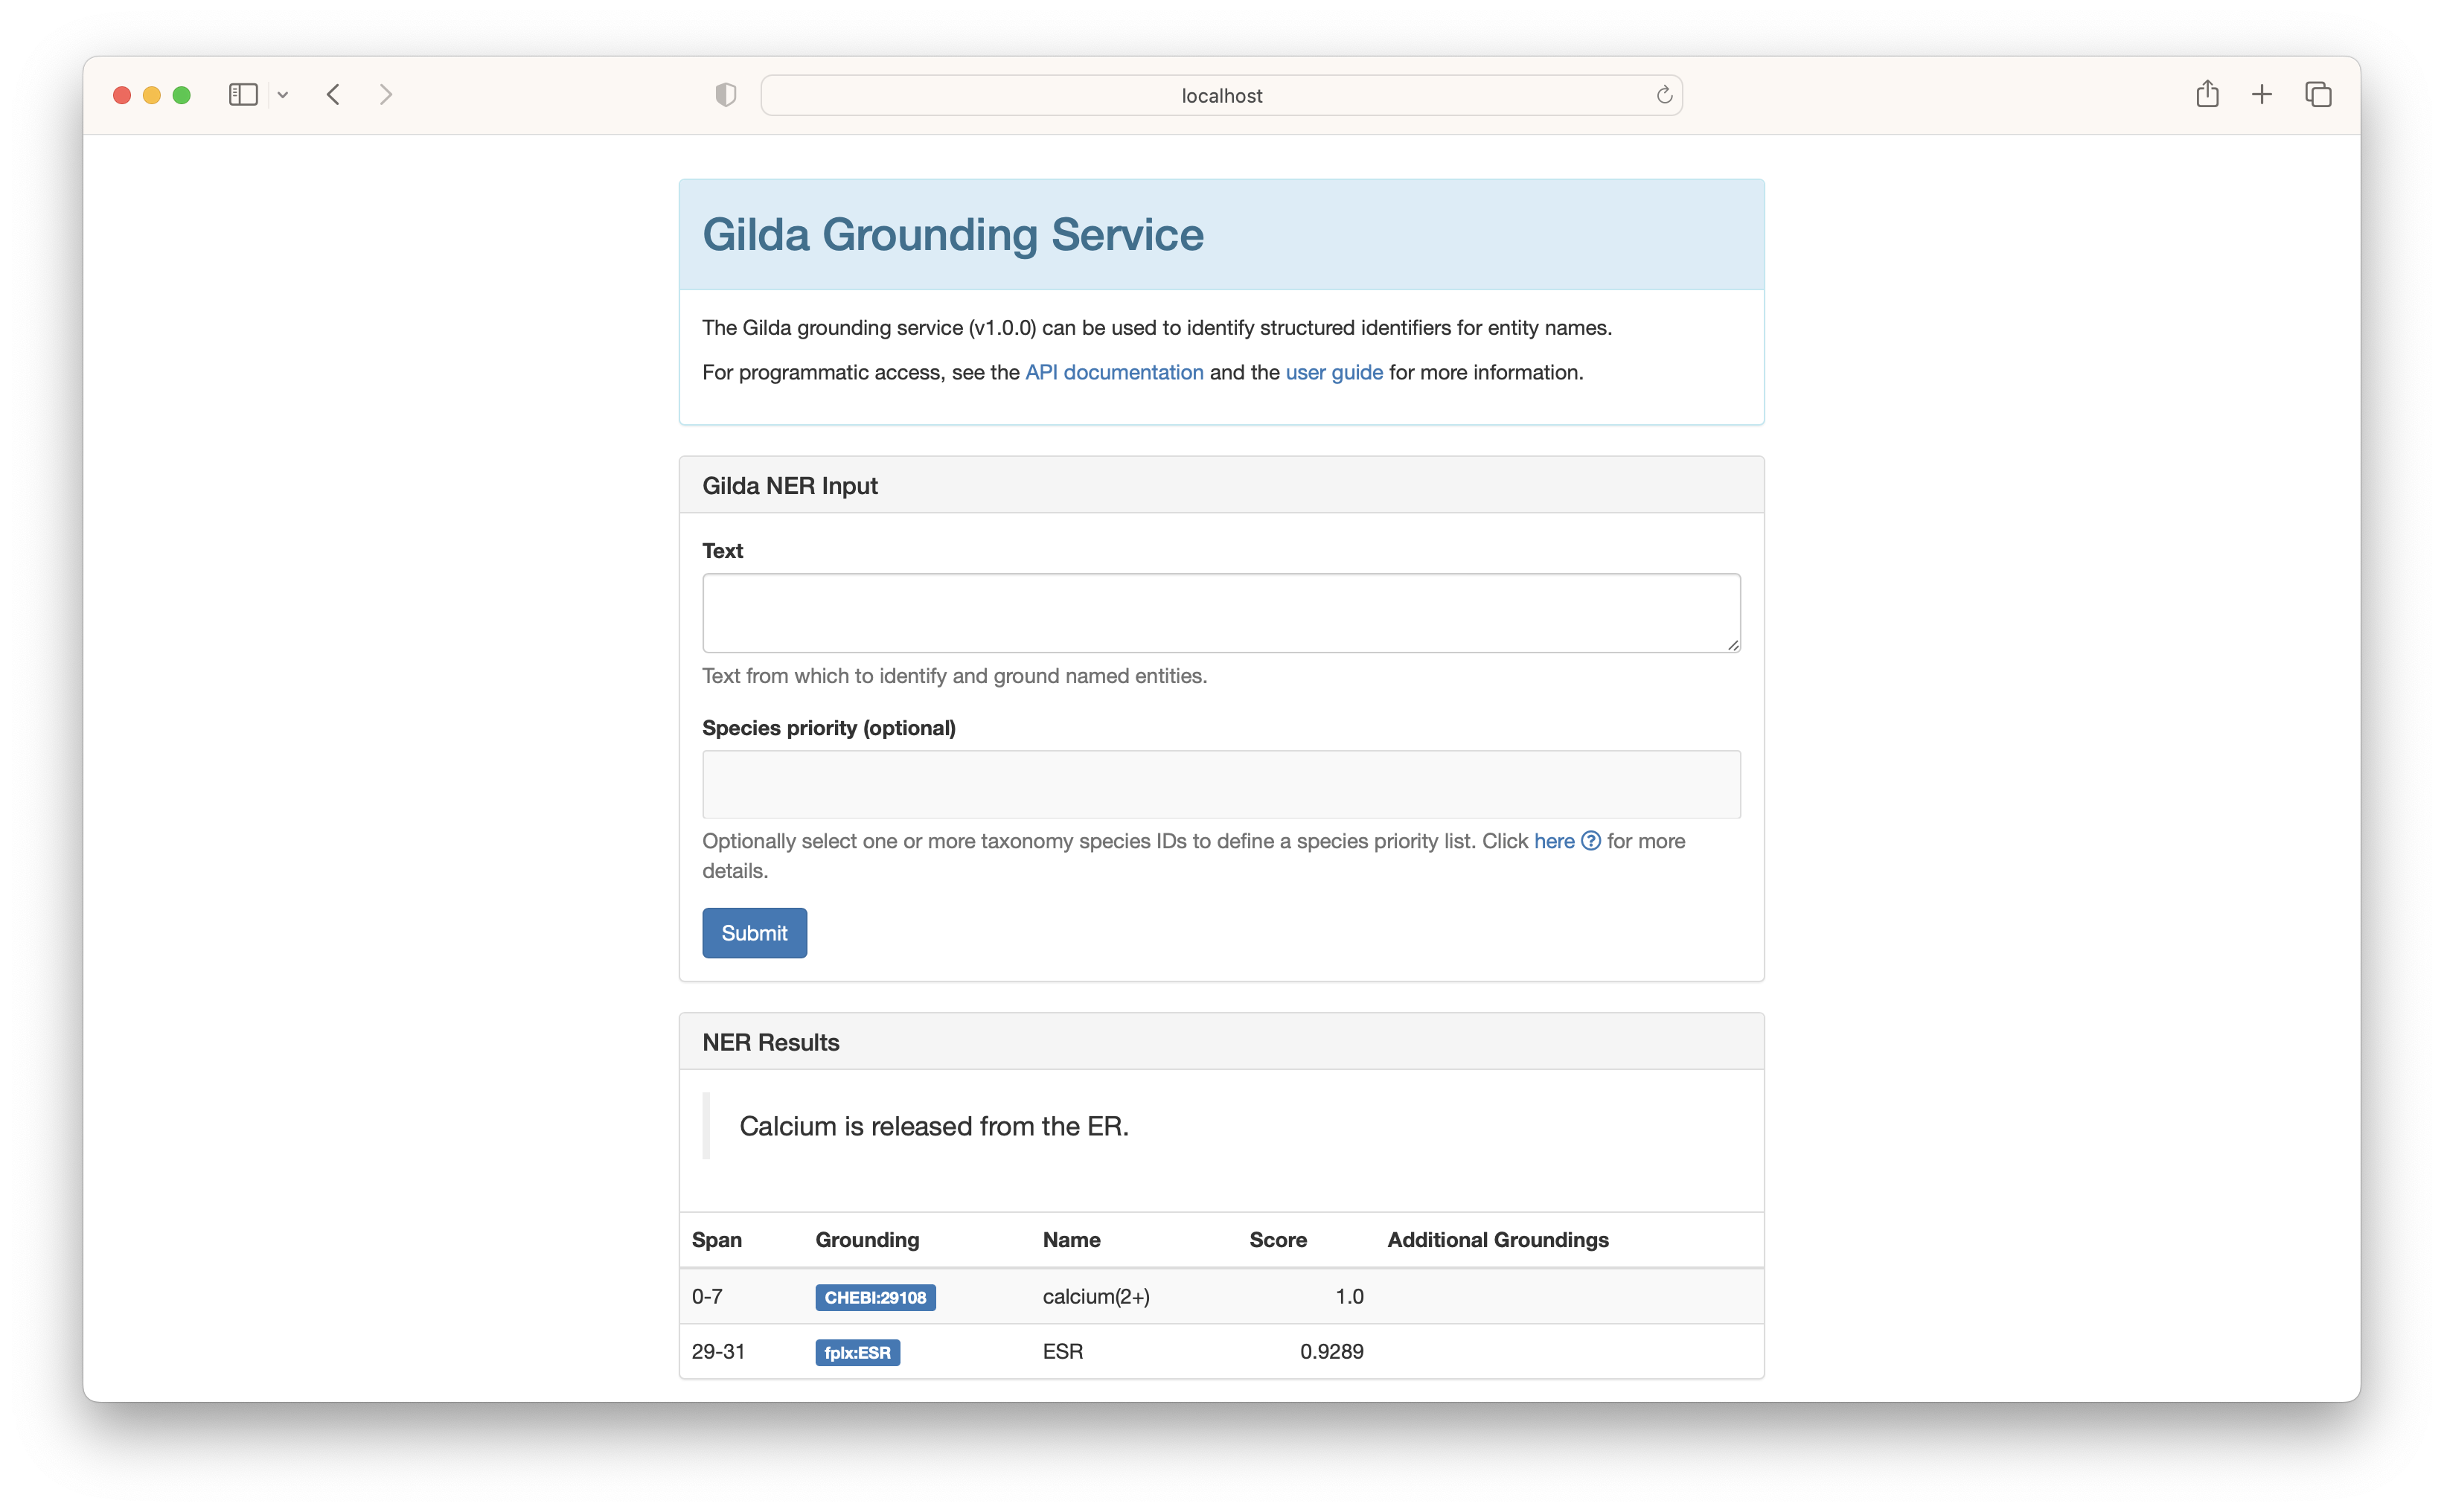 localhost
Gilda Grounding Service
The Gilda grounding service (v1.0.0) can be used to identify structured identifiers for entity names.
For programmatic access, see the API documentation and the user guide for more information.
Gilda NER Input
Text
Text from which to identify and ground named entities.
Species priority (optional)
Optionally select one or more taxonomy species IDs to define a species priority list. Click here ? for more
details.
Submit
NER Results
Calcium is released from the ER.
Span Grounding Name Score Additional Groundings
0-7 CHEBI:29108 calcium(2+) 1.0
29-31 fplx:ESR ESR 0.9289